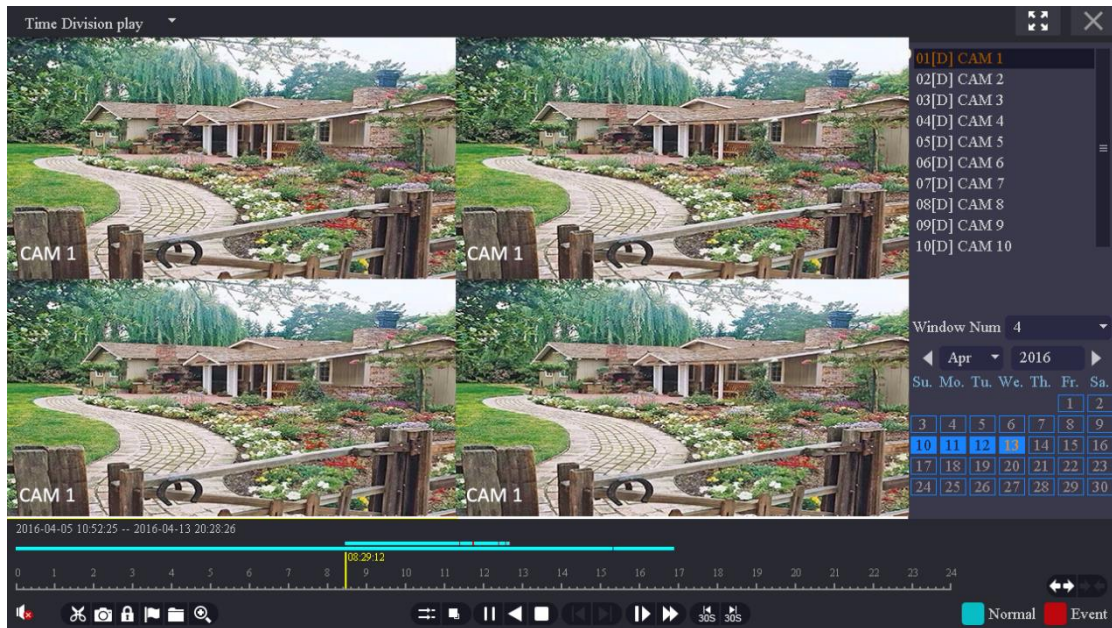 Time Division play
CAM 1
CAM 1
CAM 1
CAM 1
01[D] CAM 1
02[D] CAM 2
03[D] CAM 3
04[D] CAM 4
05[D] CAM 5
06[D] CAM 6
07[D] CAM 7
08[D] CAM 8
09[D] CAM 9
10[D] CAM 10
Window Num 4
Apr 2016
Su. Mo. Tu. We. Th. Fr. Sa.
1 2
3 4 5 6 7 8 9
10 11 12 13 14 15 16
17 18 19 20 21 22 23
24 25 26 27 28 29 30
2016-04-05 10:52:25 -- 2016-04-13 20:28:26
08:29:12
0 1 2 3 4 5 6 7 8 9 10 11 12 13 14 15 16 17 18 19 20 21 22 23 24
30S 30S
Normal Event